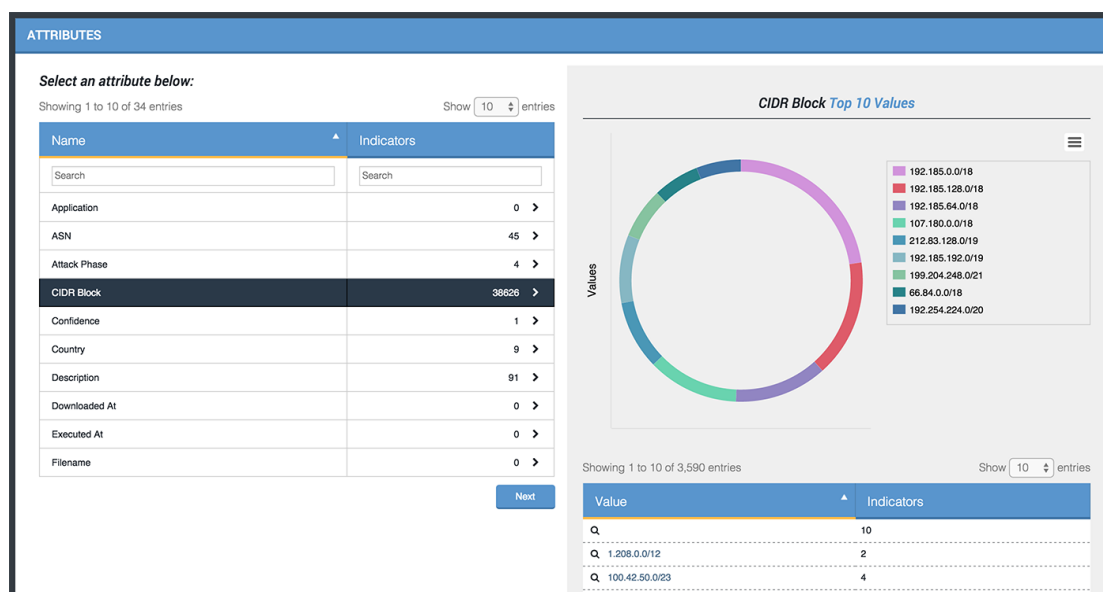 ATTRIBUTES
Select an attribute below:
Showing 1 to 10 of 34 entries
Show 10 entries
Name Indicators
Search Search
Application 0
ASN 45
Attack Phase 4
CIDR Block 38626
Confidence 1
Country 9
Description 91
Downloaded At 0
Executed At 0
Filename 0
Next
CIDR Block Top 10 Values
Values
192.185.0.0/18
192.185.128.0/18
192.185.64.0/18
107.180.0.0/18
212.83.128.0/19
192.185.192.0/19
199.204.248.0/21
66.84.0.0/18
192.254.224.0/20
Showing 1 to 10 of 3,590 entries
Show 10 entries
Value Indicators
10
1.208.0.0/12 2
100.42.50.0/23 4